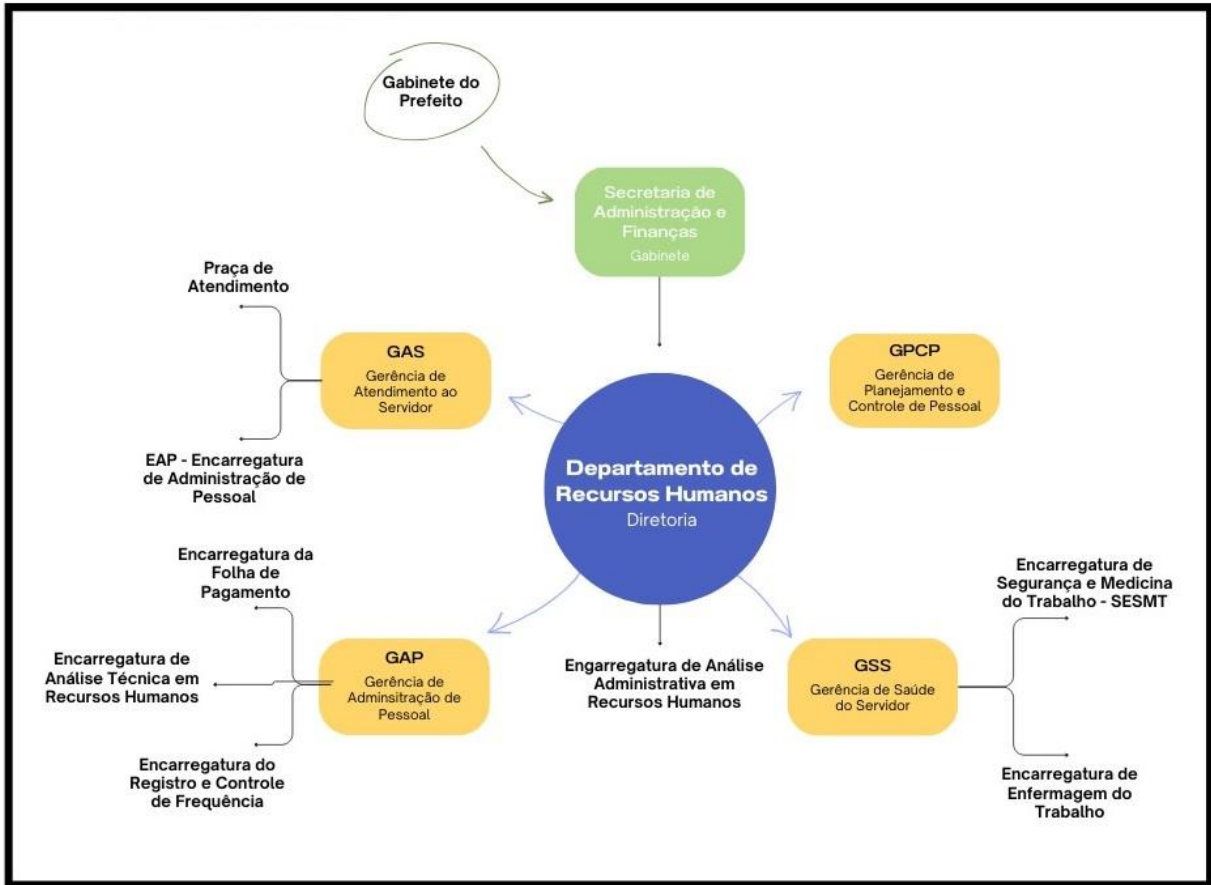 Gabinete do
Prefeito
Secretaria de
Administração e
Finanças
Gabinete
Praça de
Atendimento
GAS
Gerência de
Atendimento ao
Servidor
EAP - Encarregatura
de Administração de
Pessoal
GPCP
Gerência de
Planejamento e
Controle de Pessoal
Departamento de
Recursos Humanos
Diretoria
Encarregatura da
Folha de
Pagamento
Encarregatura de
Análise Técnica em
Recursos Humanos
Encarregatura do
Registro e Controle
de Frequência
GAP
Gerência de
Adminsitração de
Pessoal
Engarregatura de Análise
Administrativa em
Recursos Humanos
GSS
Gerência de Saúde
do Servidor
Encarregatura de
Segurança e Medicina
do Trabalho - SESMT
Encarregatura de
Enfermagem do
Trabalho